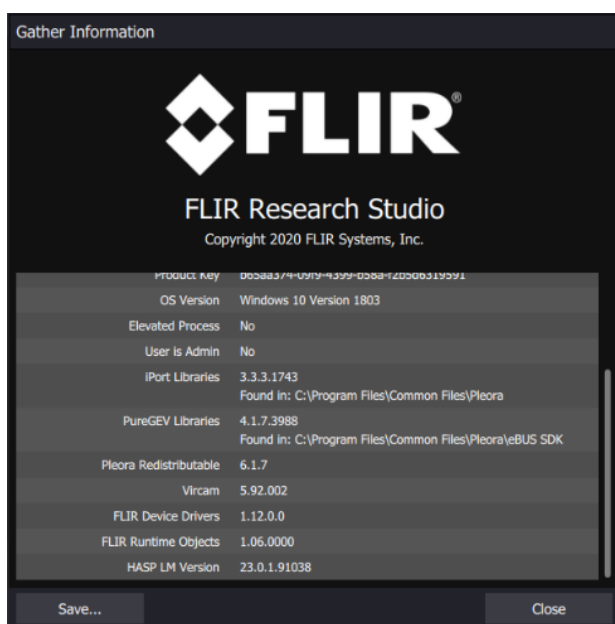 Gather Information
FLIR®
FLIR Research Studio
Copyright 2020 FLIR Systems, Inc.
Product Key
OS Version Windows 10 Version 1803
Elevated Process No
User is Admin No
iPort Libraries 3.3.3.1743
Found in: C:\Program Files\Common Files\Pleora
PureGEV Libraries 4.1.7.3988
Found in: C:\Program Files\Common Files\Pleora\eBUS SDK
Pleora Redistributable 6.1.7
Vircam 5.92.002
FLIR Device Drivers 1.12.0.0
FLIR Runtime Objects 1.06.0000
HASP LM Version 23.0.1.91038
Save... Close